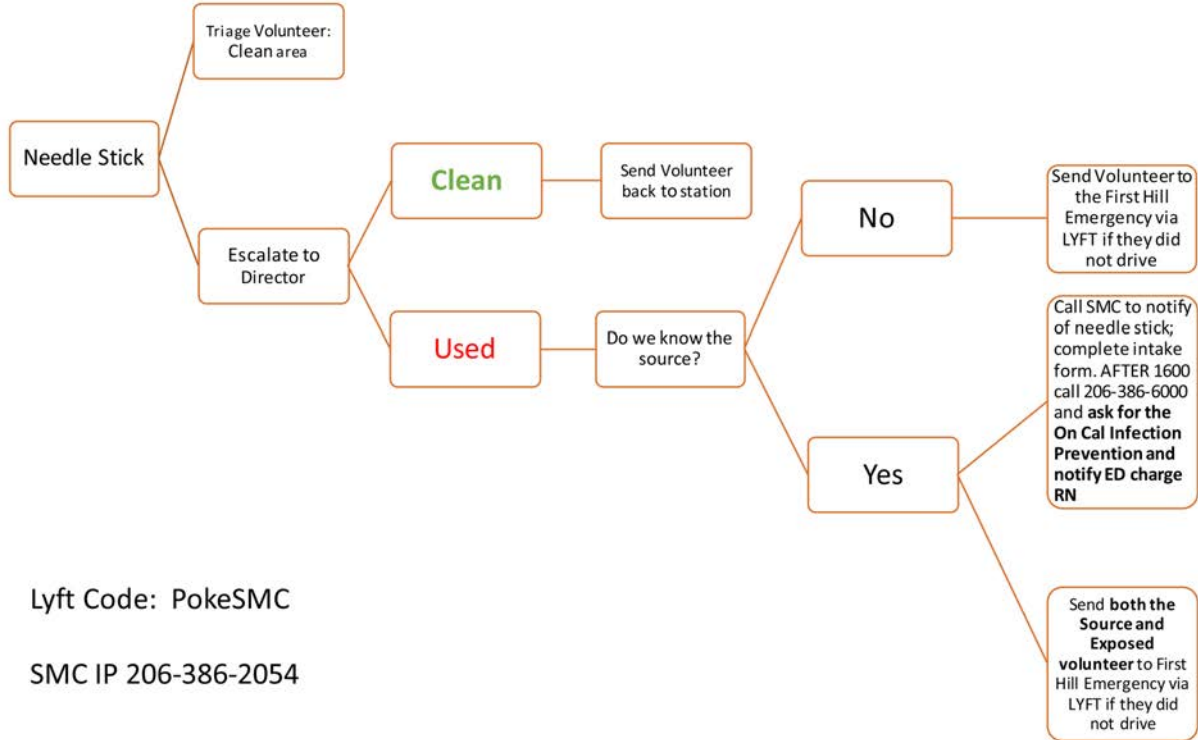 Triage Volunteer:
Clean area
Needle Stick
Escalate to
Director
Clean
Send Volunteer
back to station
Used
Do we know the
source?
No
Send Volunteer to
the First Hill
Emergency via
LYFT if they did
not drive
Yes
Call SMC to notify
of needle stick;
complete intake
form. AFTER 1600
call 206-386-6000
and ask for the
On Cal Infection
Prevention and
notify ED charge
RN
Send both the
Source and
Exposed
volunteer to First
Hill Emergency via
LYFT if they did
not drive
Lyft Code: PokeSMC
SMC IP 206-386-2054